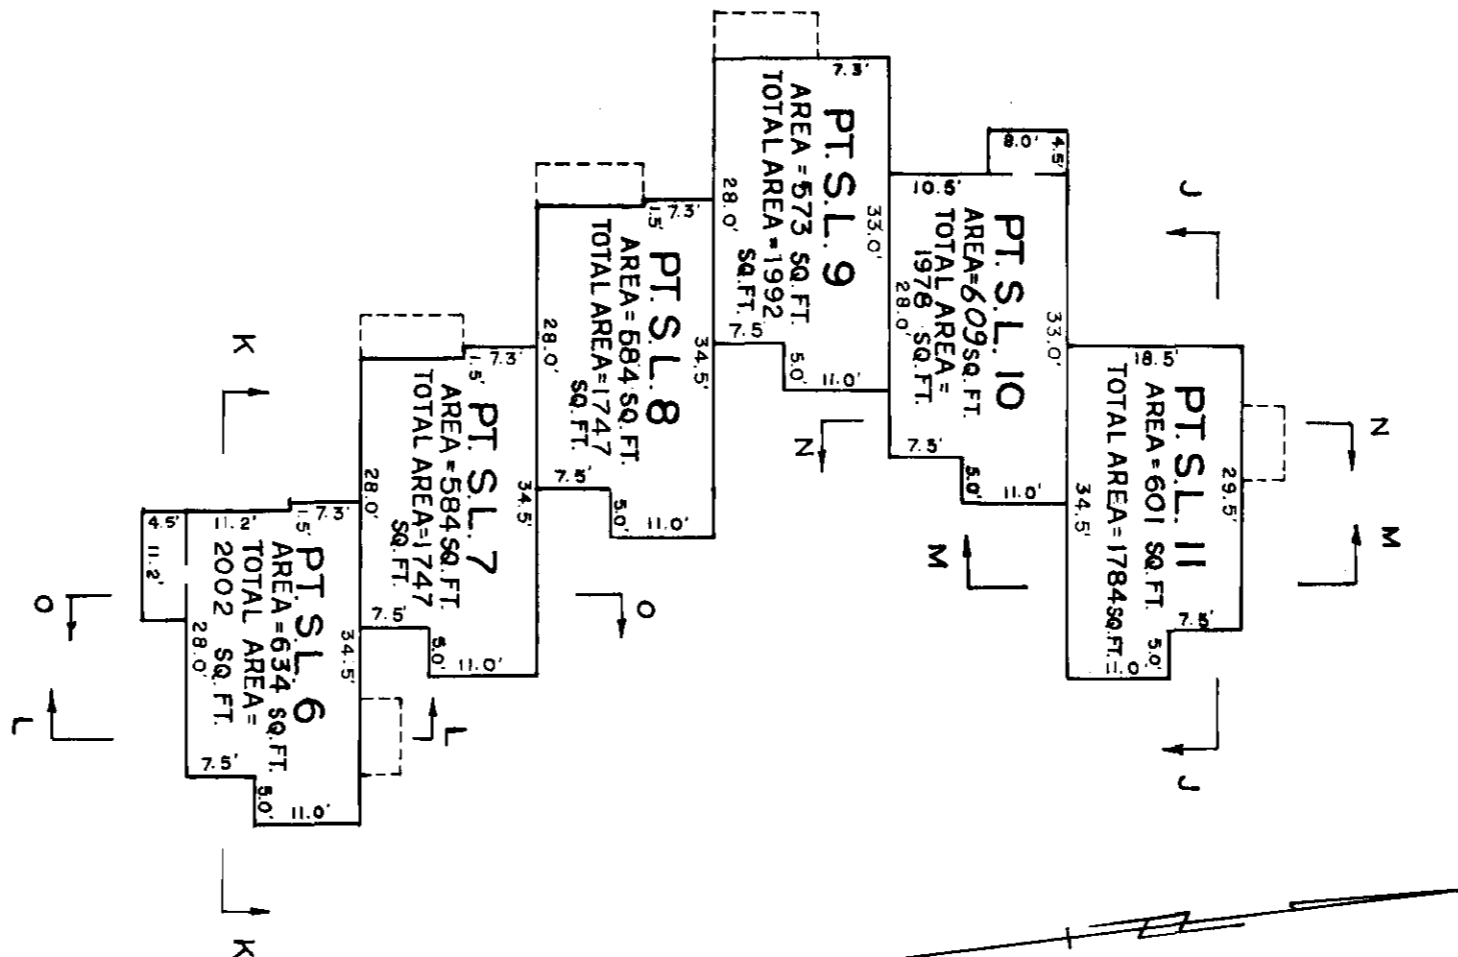 PT. S.L. 6
AREA=634 SQ.FT.
TOTAL AREA=
2002 SQ. FT.
4.5'
11.2'
11.2'
7.3'
1.5'
28.0'
34.5'
7.5'
5.0'
11.0'
PT. S.L. 7
AREA=584 SQ. FT.
TOTAL AREA=1747
SQ.FT.
7.3'
1.5'
28.0'
34.5'
7.5'
5.0'
11.0'
PT. S.L. 8
AREA=584 SQ. FT.
TOTAL AREA=1747
SQ.FT.
7.3'
1.5'
28.0'
34.5'
7.5'
5.0'
11.0'
PT. S.L. 9
AREA=573 SQ. FT.
TOTAL AREA=1992
SQ.FT.
7.3'
28.0'
33.0'
7.5
5.0'
11.0'
PT. S.L. 10
AREA=609 SQ. FT.
TOTAL AREA=
1978 SQ. FT.
8.0'
4.5'
10.5'
28.0'
33.0'
7.5'
5.0'
11.0'
PT. S.L. 11
AREA=601 SQ. FT.
TOTAL AREA=1784 SQ.FT.
18.5'
29.5'
34.5'
7.5'
5.0'
11.0'
J
J
K
K
L
L
M
M
N
N
O
O